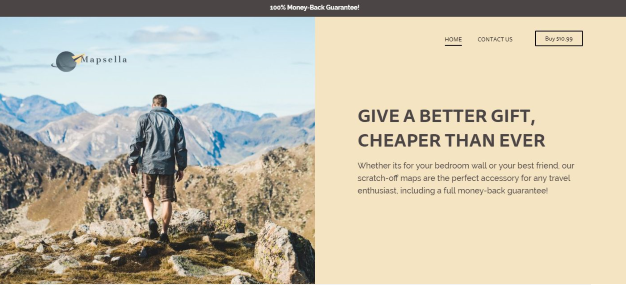 100% Money-Back Guarantee!
Mapsella
HOME CONTACT US Buy $10.99
GIVE A BETTER GIFT,
CHEAPER THAN EVER
Whether its for your bedroom wall or your best friend, our
scratch-off maps are the perfect accessory for any travel
enthusiast, including a full money-back guarantee!